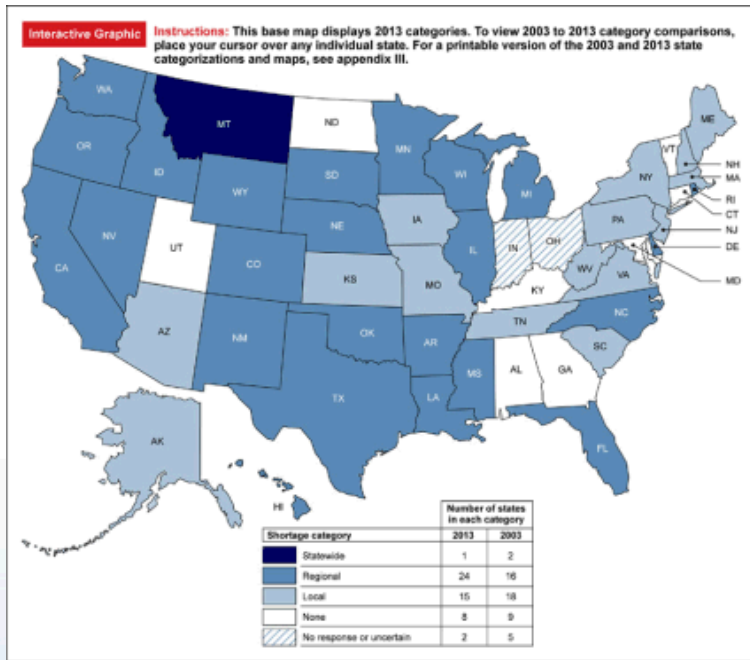 Interactive Graphic
Instructions: This base map displays 2013 categories. To view 2003 to 2013 category comparisons,
place your cursor over any individual state. For a printable version of the 2003 and 2013 state
categorizations and maps, see appendix III.
WA
MT
ND
MN
ME
OR
ID
SD
WI
VT
NH
WY
MI
NY
MA
RI
NE
IA
PA
CT
NV
UT
IL
IN
OH
NJ
CA
CO
DE
KS
MO
WV
VA
MD
KY
AZ
NM
OK
TN
NC
AR
SC
MS
AL
GA
TX
LA
AK
FL
HI
Number of states
in each category
Shortage category 2013 2003
Statewide 1 2
Regional 24 16
Local 15 18
None 8 9
No response or uncertain 2 5